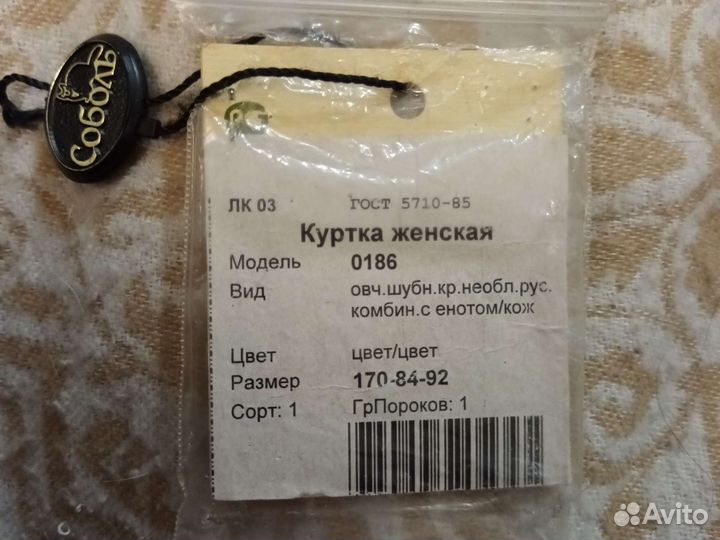 Соболя
ЛК 03 ГОСТ 5710-85
Куртка женская
Модель 0186
Вид овч.шубн.кр.необл.рус.
комбин.с енотом/кож
Цвет цвет/цвет
Размер 170-84-92
Сорт: 1 ГрПороков: 1
Avito